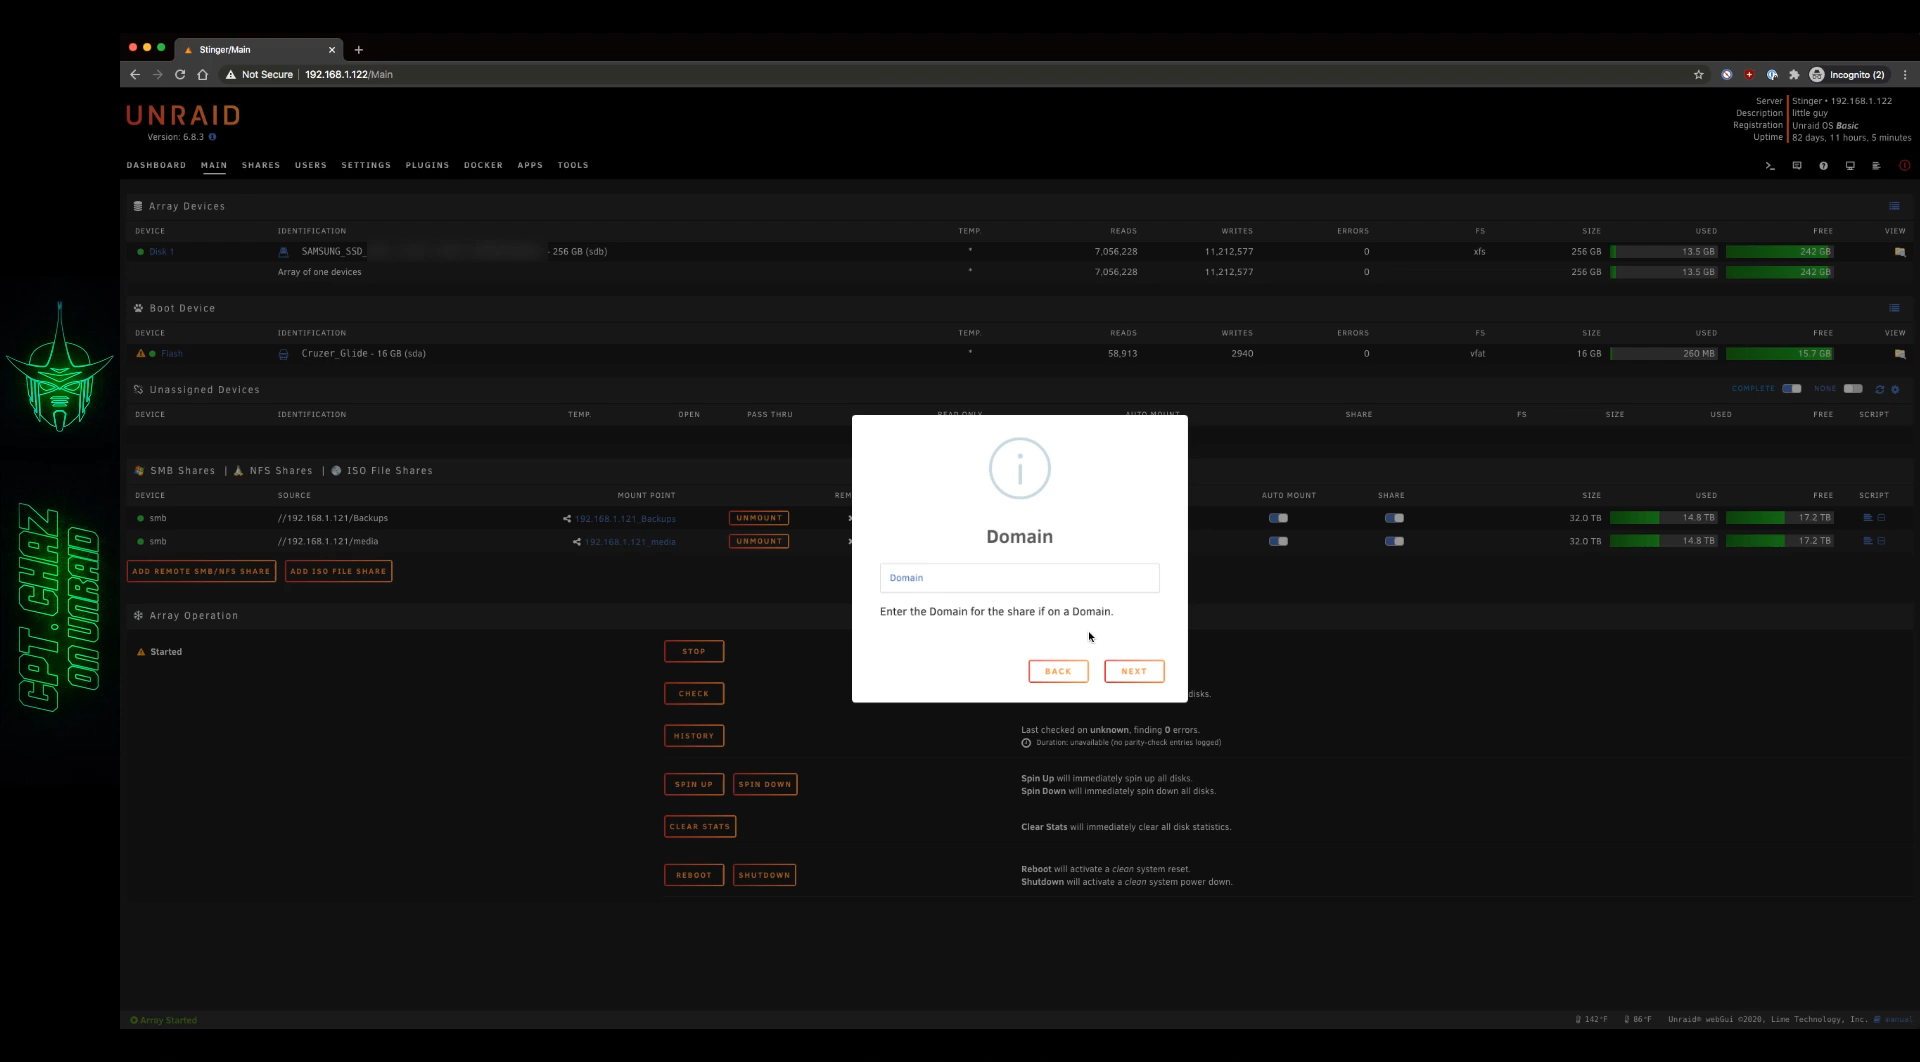 Stinger/Main
Not Secure | 192.168.1.122/Main
Incognito (2)
UNRAID
Version: 6.8.3
Server Stinger • 192.168.1.122
Description little guy
Registration Unraid OS Basic
Uptime 82 days, 11 hours, 5 minutes
DASHBOARD MAIN SHARES USERS SETTINGS PLUGINS DOCKER APPS TOOLS
Array Devices
DEVICE IDENTIFICATION TEMP. READS WRITES ERRORS FS SIZE USED FREE VIEW
Disk 1 SAMSUNG_SSD_ - 256 GB (sdb) * 7,056,228 11,212,577 0 xfs 256 GB 13.5 GB 242 GB
Array of one devices * 7,056,228 11,212,577 0 256 GB 13.5 GB 242 GB
Boot Device
DEVICE IDENTIFICATION TEMP. READS WRITES ERRORS FS SIZE USED FREE VIEW
Flash Cruzer_Glide - 16 GB (sda) * 58,913 2940 0 vfat 16 GB 260 MB 15.7 GB
Unassigned Devices COMPLETE NONE
DEVICE IDENTIFICATION TEMP. OPEN PASS THRU READ ONLY AUTO MOUNT SHARE FS SIZE USED FREE SCRIPT
SMB Shares | NFS Shares | ISO File Shares
DEVICE SOURCE MOUNT POINT REM AUTO MOUNT SHARE SIZE USED FREE SCRIPT
smb //192.168.1.121/Backups 192.168.1.121_Backups UNMOUNT 32.0 TB 14.8 TB 17.2 TB
smb //192.168.1.121/media 192.168.1.121_media UNMOUNT 32.0 TB 14.8 TB 17.2 TB
ADD REMOTE SMB/NFS SHARE ADD ISO FILE SHARE
Domain
Domain
Enter the Domain for the share if on a Domain.
BACK NEXT
Array Operation
Started
STOP
CHECK disks.
HISTORY Last checked on unknown, finding 0 errors.
Duration: unavailable (no parity-check entries logged)
SPIN UP SPIN DOWN
Spin Up will immediately spin up all disks.
Spin Down will immediately spin down all disks.
CLEAR STATS Clear Stats will immediately clear all disk statistics.
REBOOT SHUTDOWN
Reboot will activate a clean system reset.
Shutdown will activate a clean system power down.
Array Started
142°F 86°F Unraid® webGui ©2020, Lime Technology, Inc. manual
CPT.CHAZ
ON UNRAID